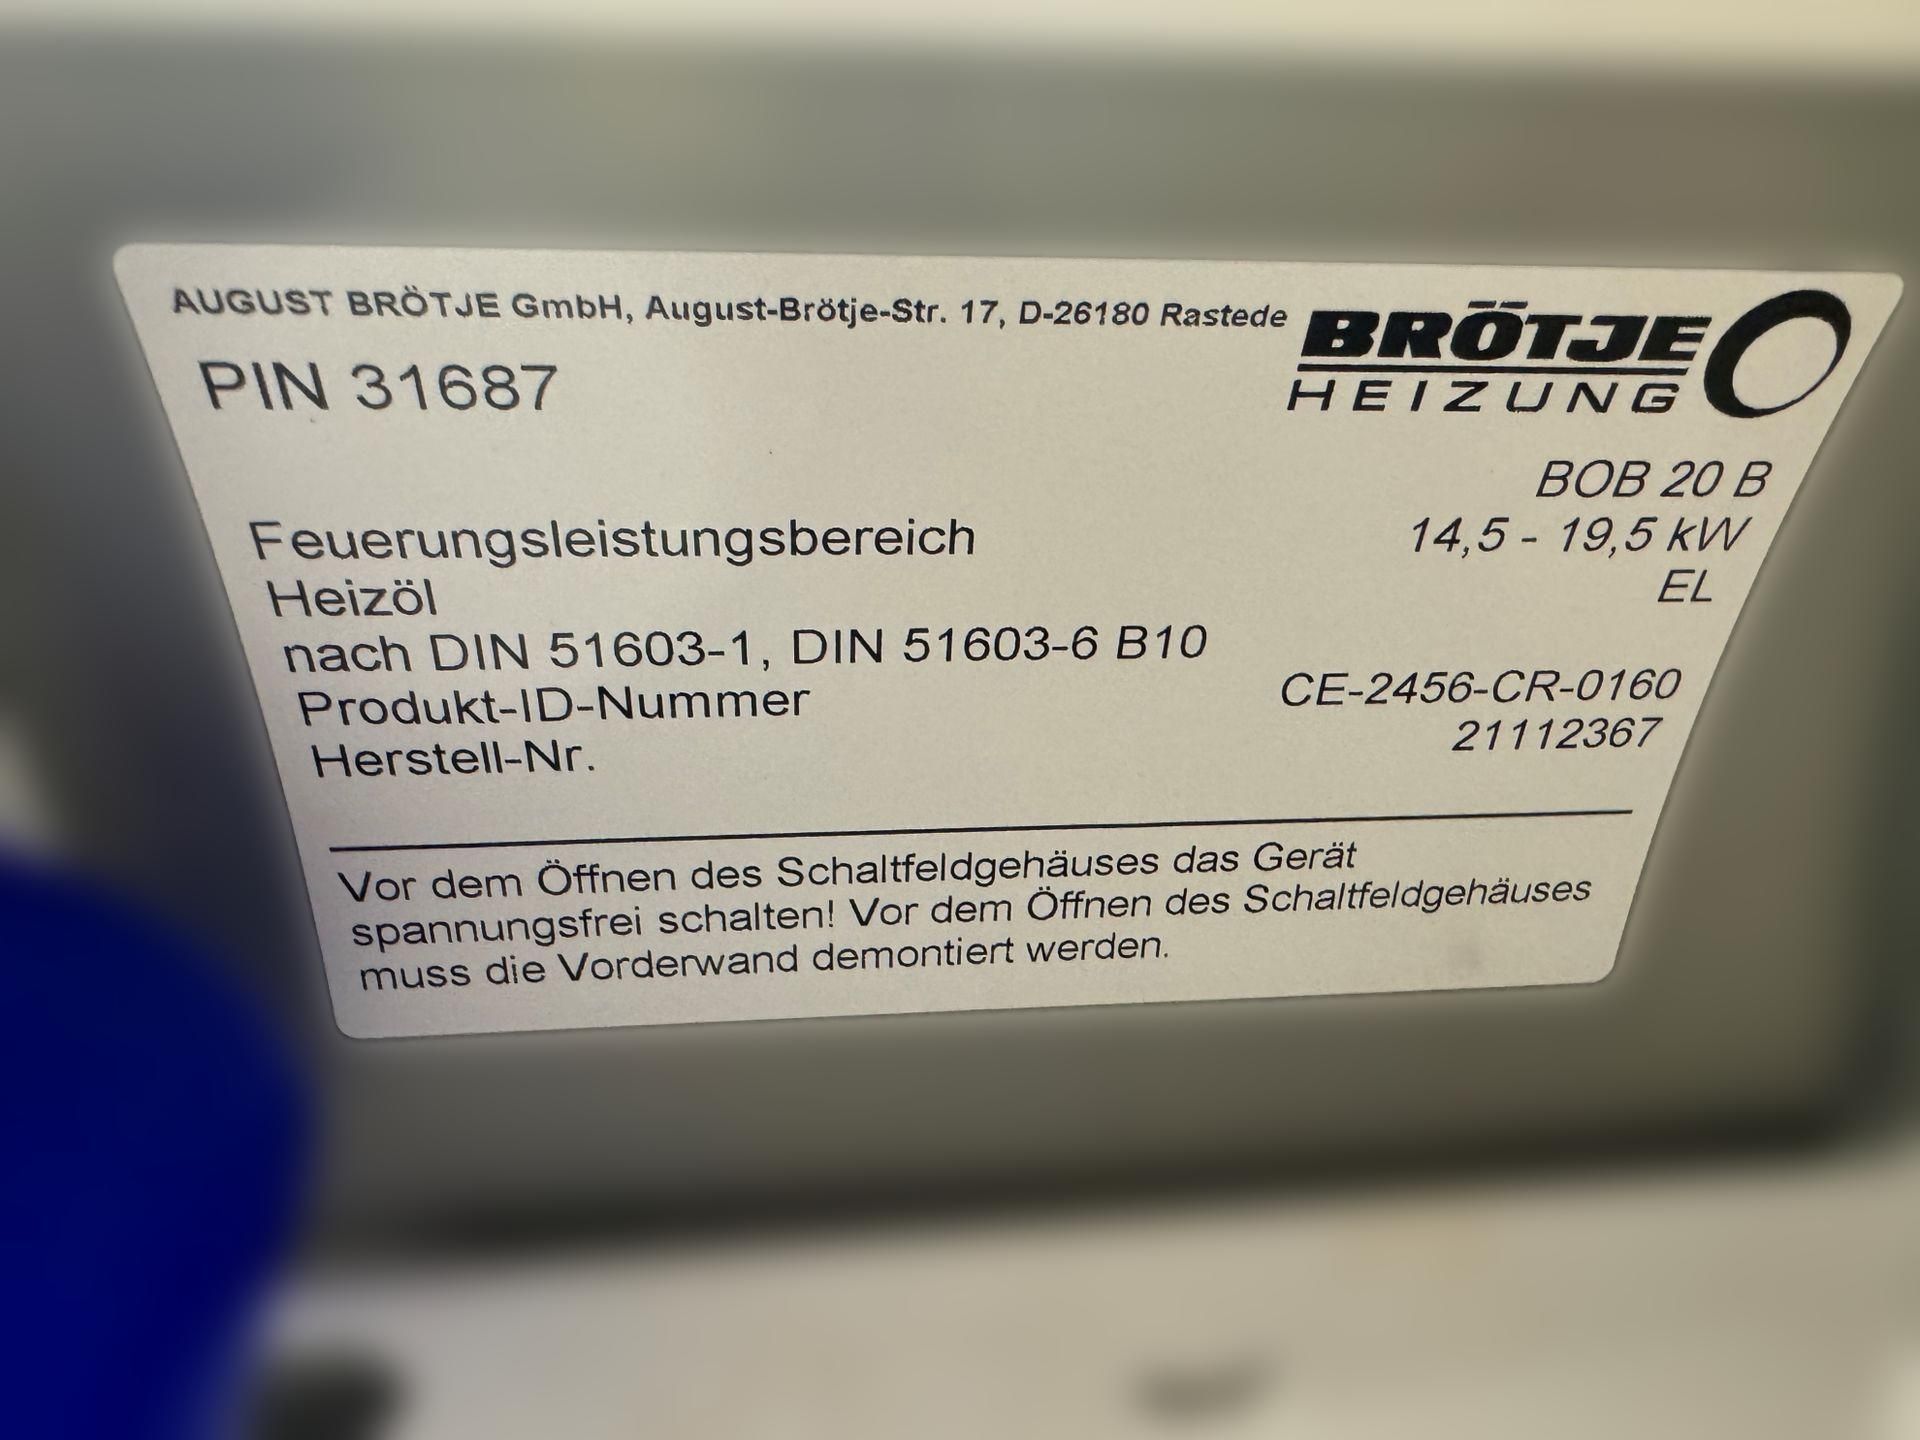 AUGUST BRÖTJE GmbH, August-Brötje-Str. 17, D-26180 Rastede
BRÖTJE
HEIZUNG
PIN 31687
BOB 20 B
Feuerungsleistungsbereich 14,5 - 19,5 kW
Heizöl EL
nach DIN 51603-1, DIN 51603-6 B10
Produkt-ID-Nummer CE-2456-CR-0160
Herstell-Nr. 21112367
Vor dem Öffnen des Schaltfeldgehäuses das Gerät
spannungsfrei schalten! Vor dem Öffnen des Schaltfeldgehäuses
muss die Vorderwand demontiert werden.